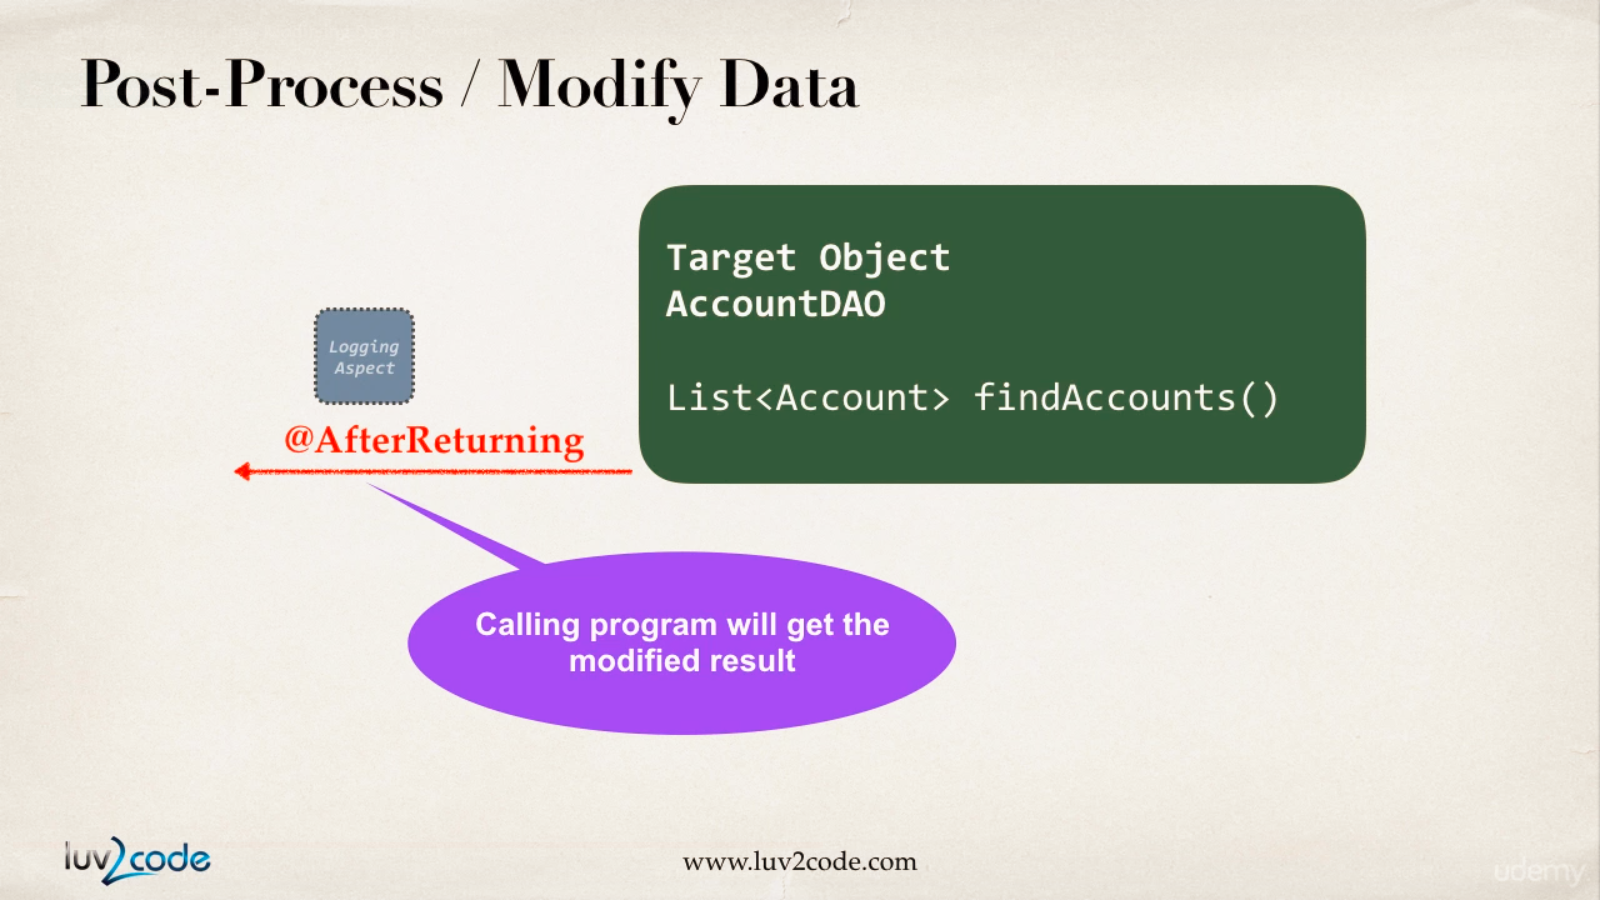 Post-Process / Modify Data
Target Object
AccountDAO
List<Account> findAccounts()
Logging
Aspect
@AfterReturning
Calling program will get the
modified result
luv2code
www.luv2code.com
udemy